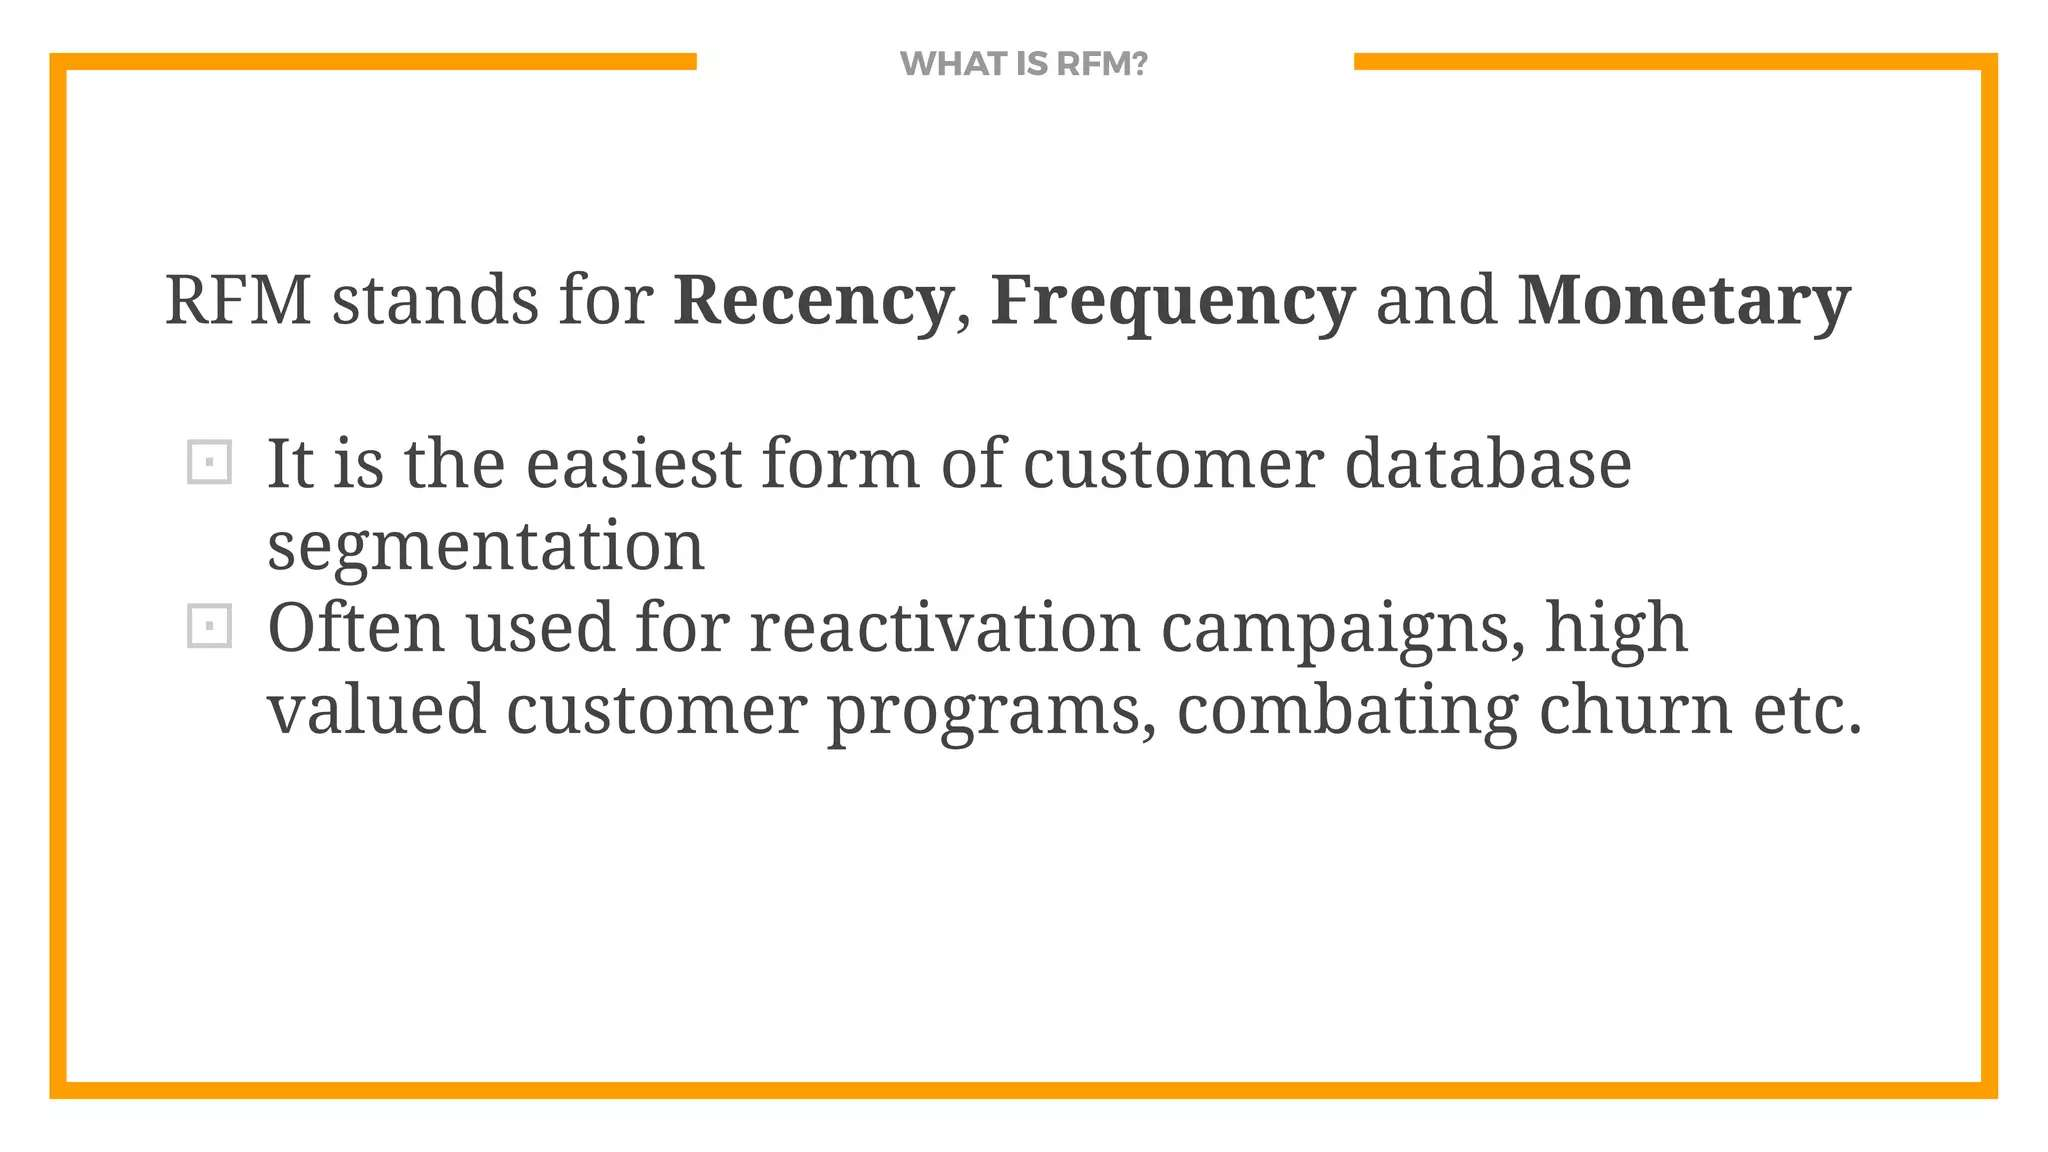 WHAT IS RFM?
RFM stands for Recency, Frequency and Monetary
It is the easiest form of customer database
segmentation
Often used for reactivation campaigns, high
valued customer programs, combating churn etc.